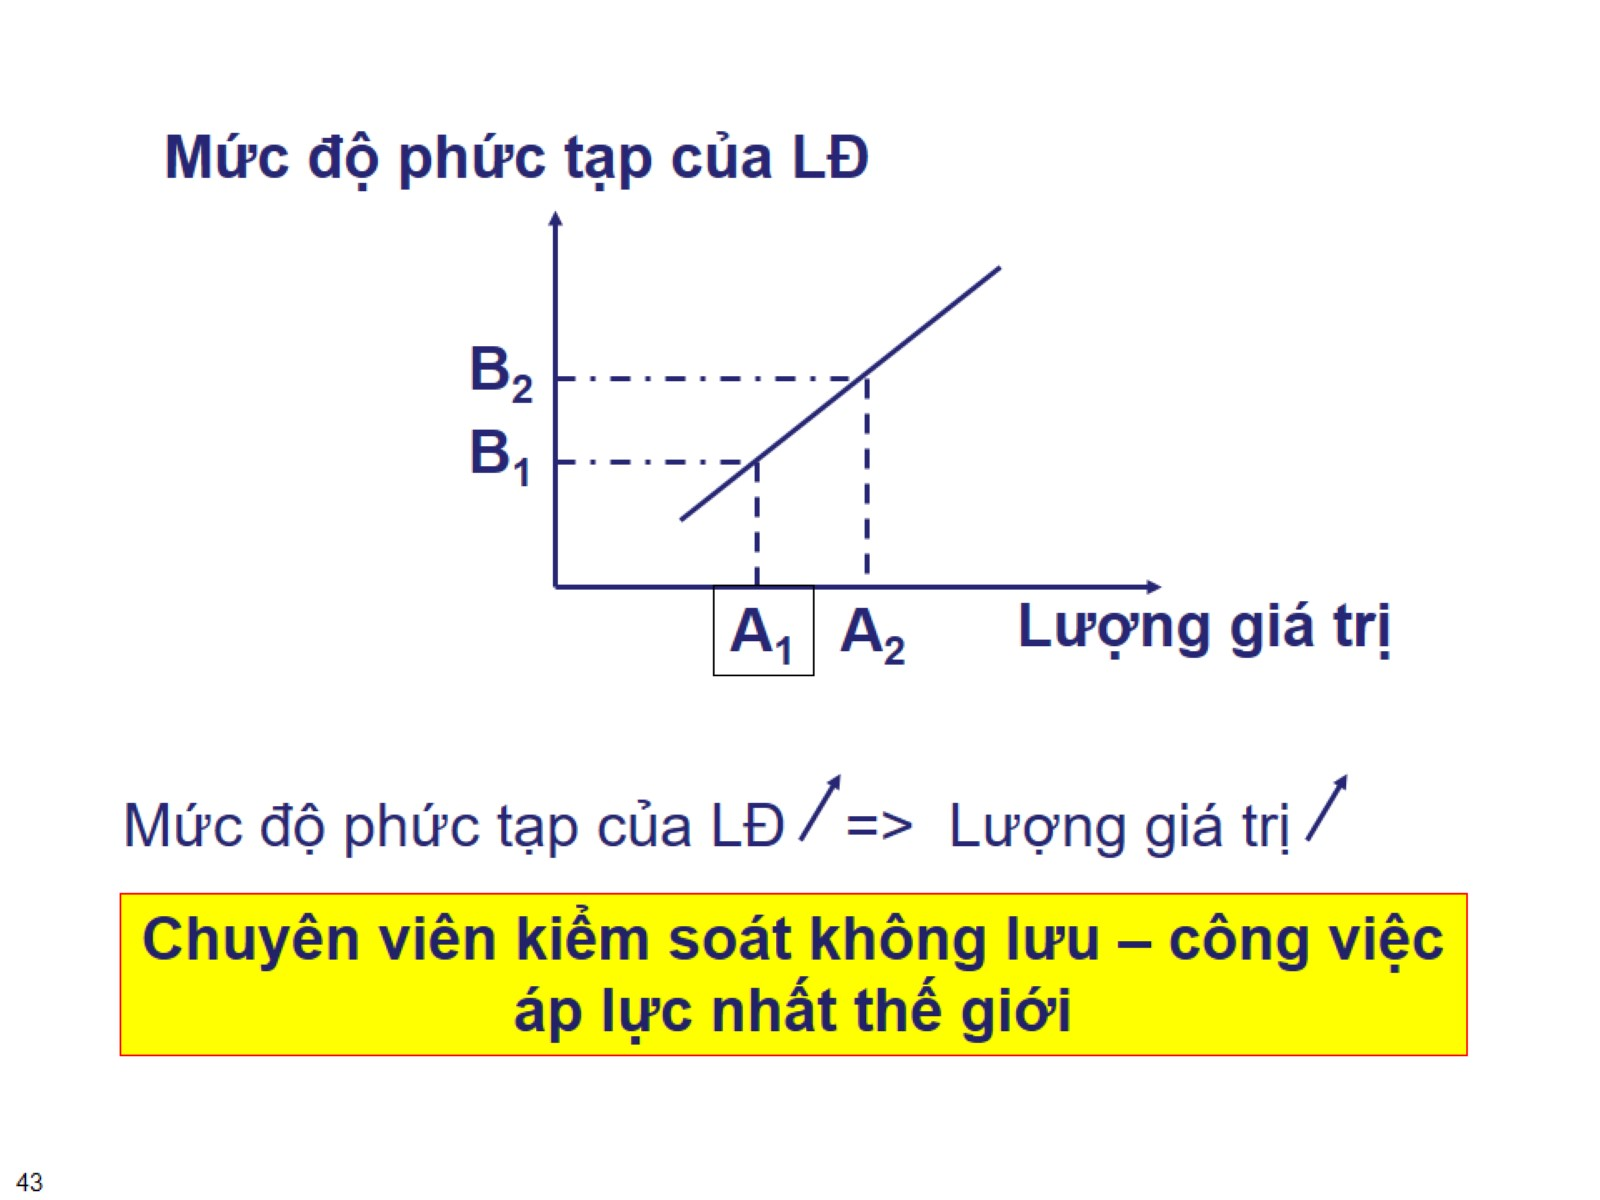 Mức độ phức tạp của LĐ
B₂
B₁
A₁ A₂ Lượng giá trị
Mức độ phức tạp của LĐ => Lượng giá trị
Chuyên viên kiểm soát không lưu – công việc
áp lực nhất thế giới
43